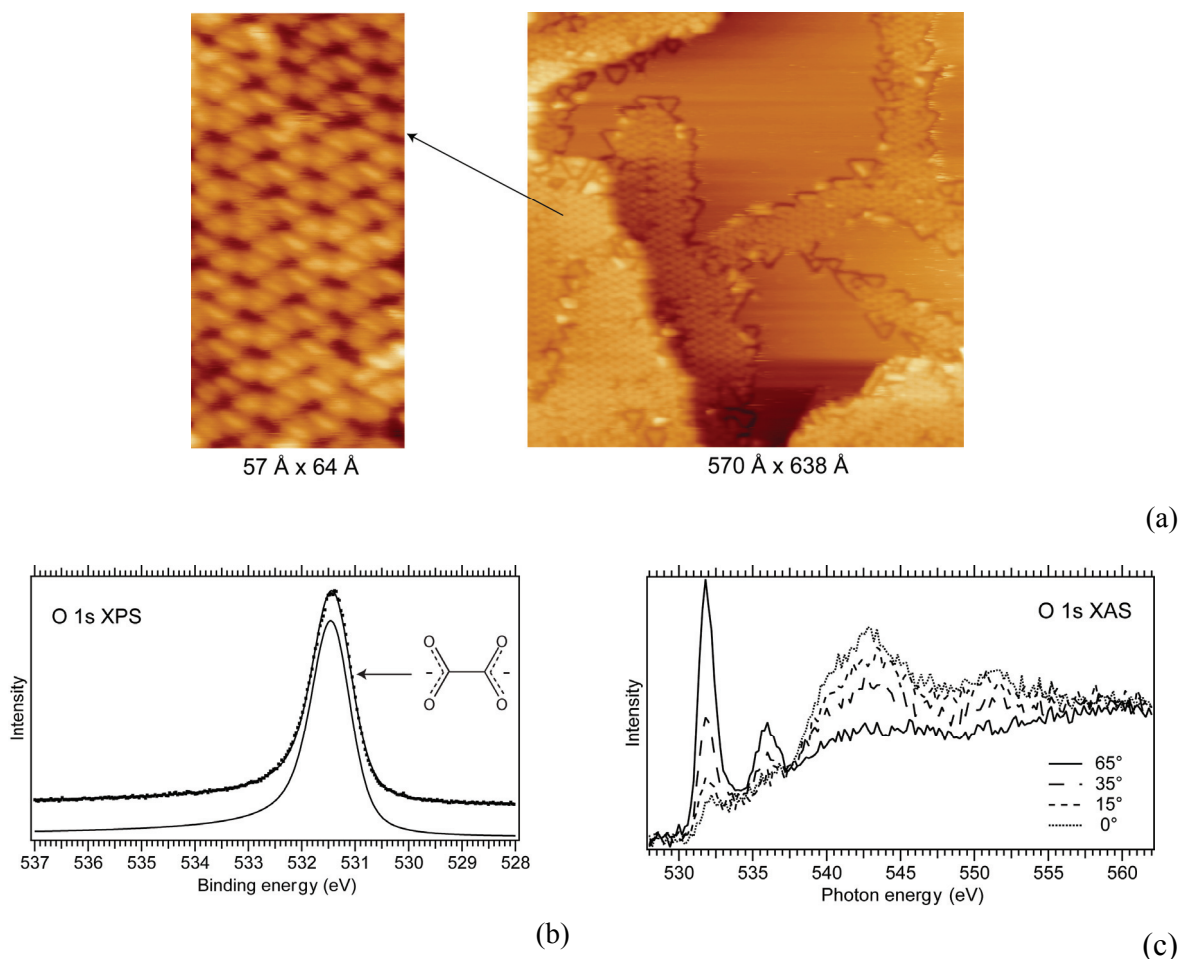 57 Å x 64 Å
570 Å x 638 Å
(a)
O 1s XPS
O O
- -
O O
Intensity
537 536 535 534 533 532 531 530 529 528
Binding energy (eV)
(b)
O 1s XAS
Intensity
65°
35°
15°
0°
530 535 540 545 550 555 560
Photon energy (eV)
(c)